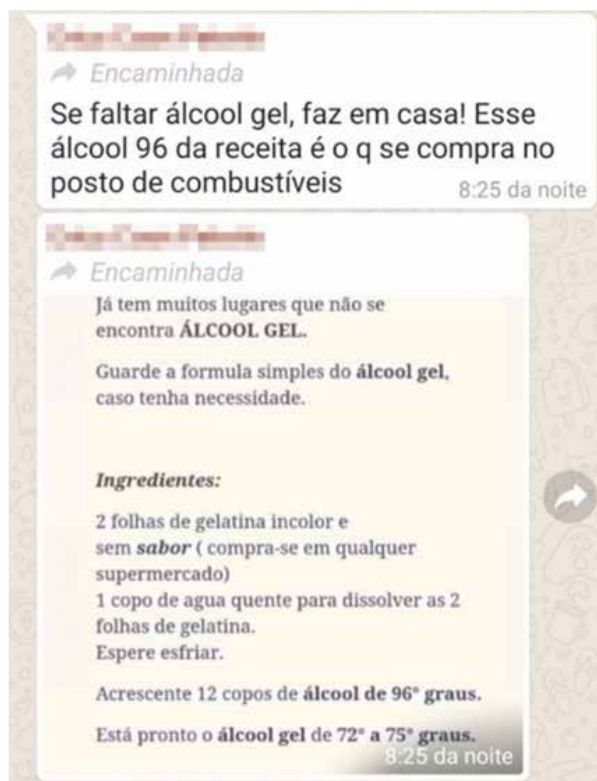 Encaminhada
Se faltar álcool gel, faz em casa! Esse
álcool 96 da receita é o q se compra no
posto de combustíveis
8:25 da noite
Encaminhada
Já tem muitos lugares que não se
encontra ÁLCOOL GEL.
Guarde a formula simples do álcool gel,
caso tenha necessidade.
Ingredientes:
2 folhas de gelatina incolor e
sem sabor ( compra-se em qualquer
supermercado)
1 copo de agua quente para dissolver as 2
folhas de gelatina.
Espere esfriar.
Acrescente 12 copos de álcool de 96° graus.
Está pronto o álcool gel de 72° a 75° graus.
8:25 da noite